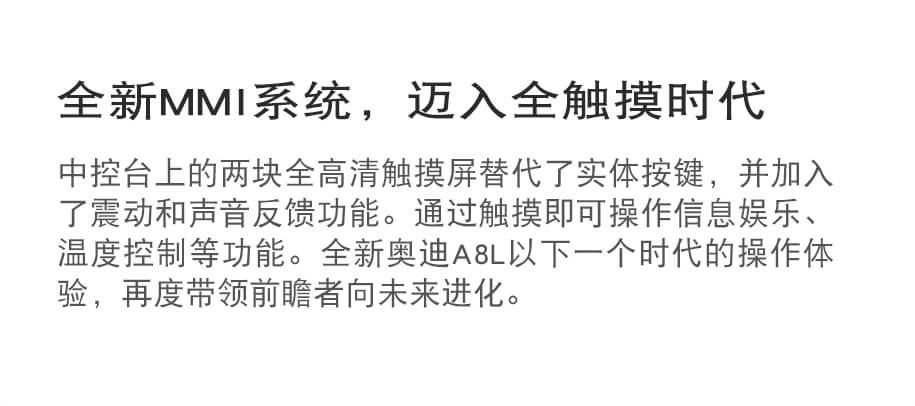 全新MMI系统，迈入全触摸时代
中控台上的两块全高清触摸屏替代了实体按键，并加入
了震动和声音反馈功能。通过触摸即可操作信息娱乐、
温度控制等功能。全新奥迪A8L以下一个时代的操作体
验，再度带领前瞻者向未来进化。